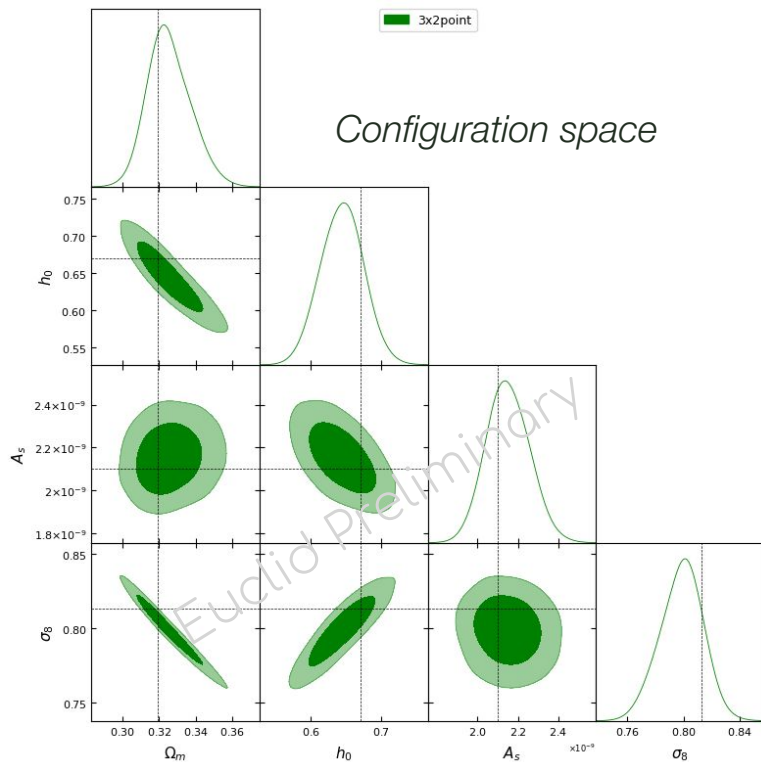 3x2point
Configuration space
0.75
0.70
0.65
0.60
0.55
h₀
2.4×10⁻⁹
2.2×10⁻⁹
2×10⁻⁹
1.8×10⁻⁹
Aₛ
Euclid Preliminary
0.85
0.80
0.75
σ₈
0.30 0.32 0.34 0.36
0.6 0.7
2.0 2.2 2.4
×10⁻⁹
0.76 0.80 0.84
Ωₘ h₀ Aₛ σ₈